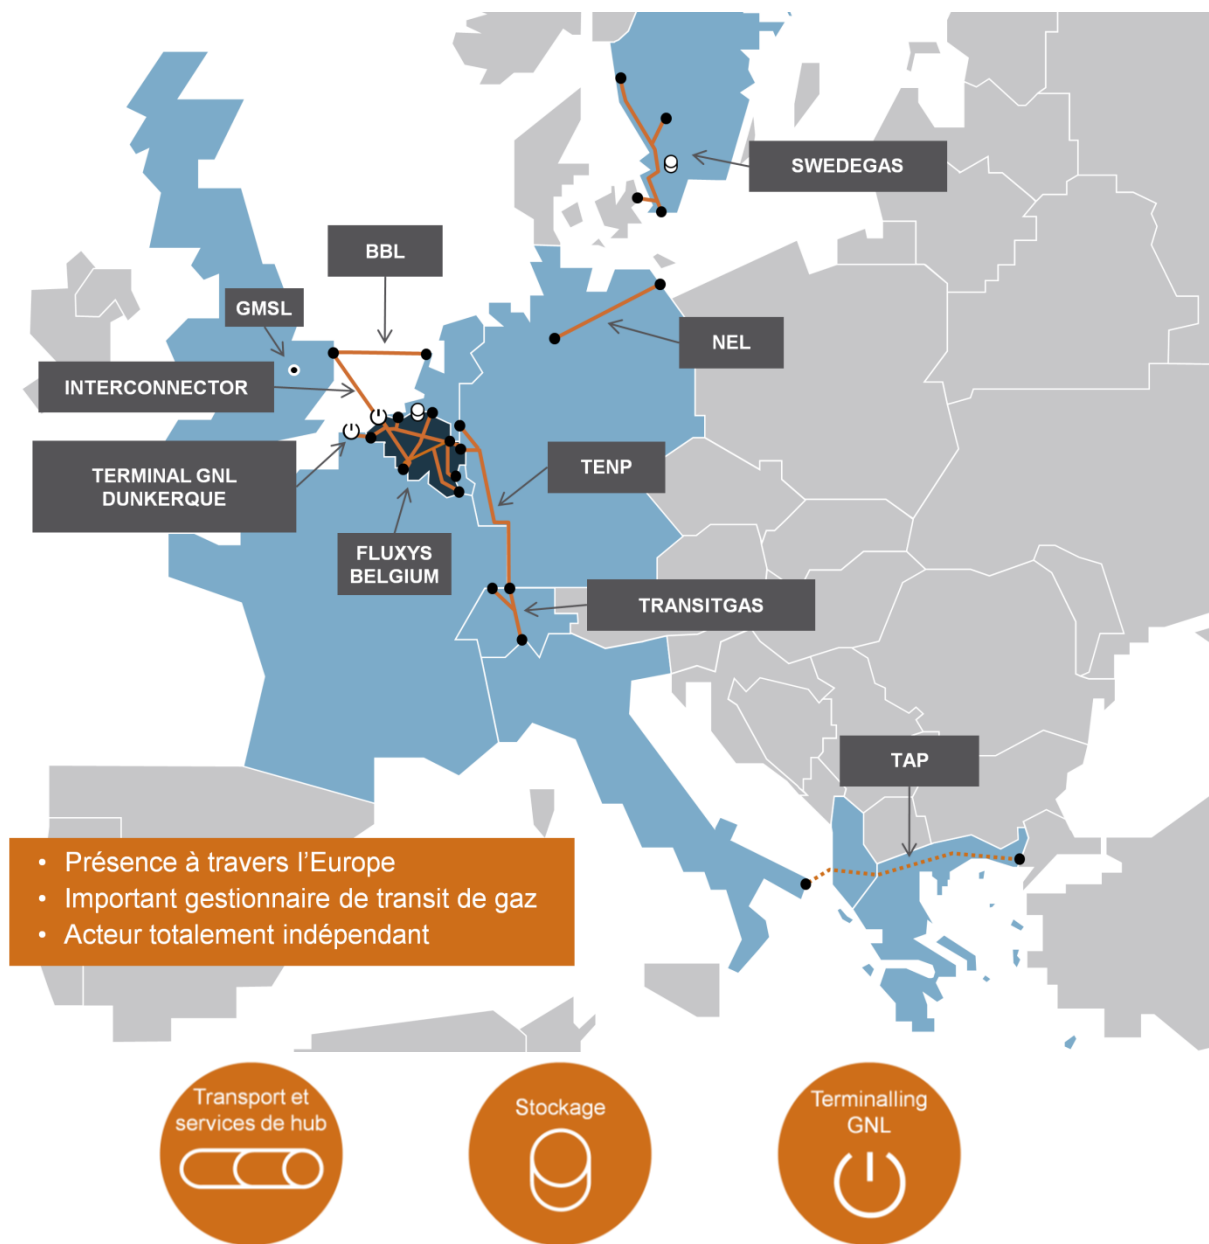 SWEDEGAS
BBL
GMSL
NEL
INTERCONNECTOR
TERMINAL GNL
DUNKERQUE
TENP
FLUXYS
BELGIUM
TRANSITGAS
TAP
• Présence à travers l’Europe
• Important gestionnaire de transit de gaz
• Acteur totalement indépendant
Transport et
services de hub
Stockage
Terminalling
GNL